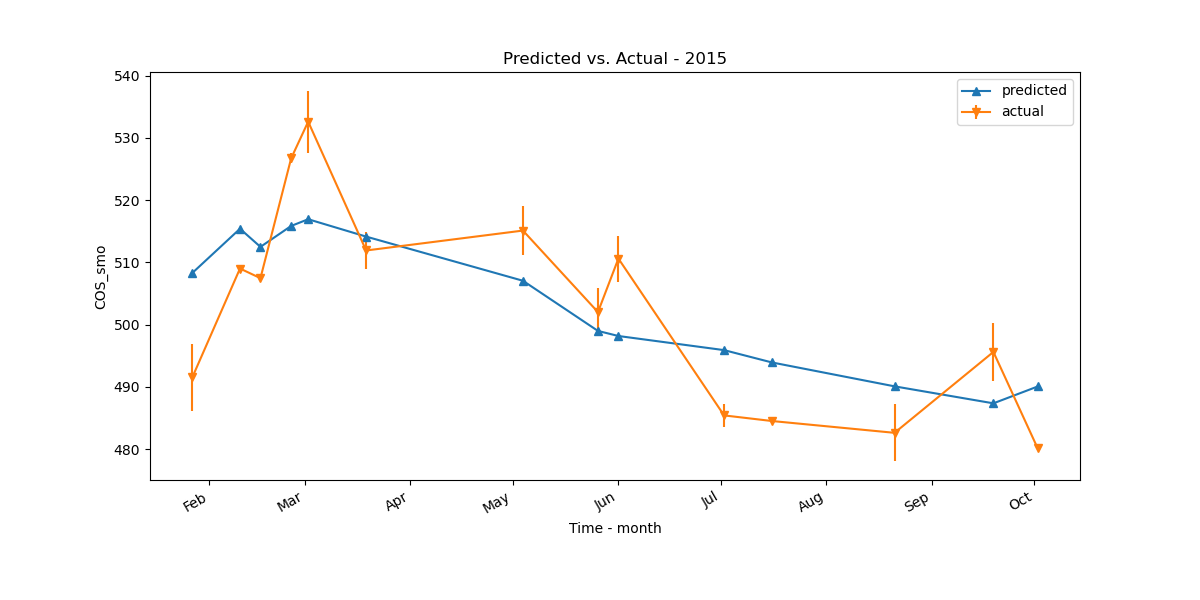 Predicted vs. Actual - 2015
predicted
actual
COS_smo
540
530
520
510
500
490
480
Feb
Mar
Apr
May
Jun
Jul
Aug
Sep
Oct
Time - month